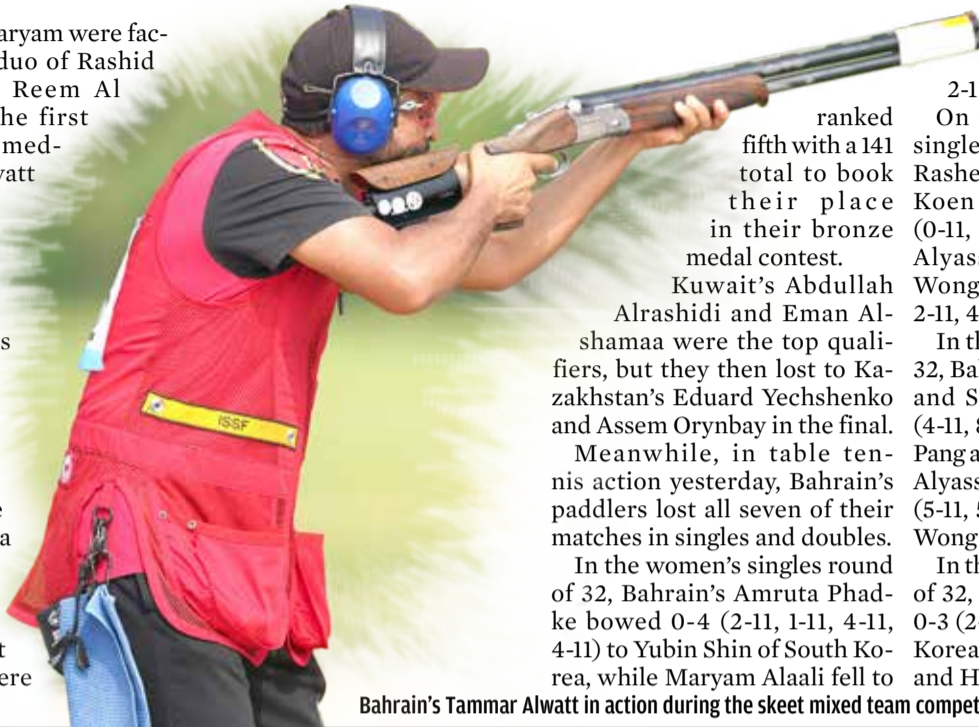 aryam were fac-
duo of Rashid
Reem Al
he first
med-
att
s
e
a
t
ere
ISSF
ranked
fifth with a 141
total to book
their place
in their bronze
medal contest.
Kuwait's Abdullah
Alrashidi and Eman Al-
shamaa were the top quali-
fiers, but they then lost to Ka-
zakhstan's Eduard Yechshenko
and Assem Orynbay in the final.
Meanwhile, in table ten-
nis action yesterday, Bahrain's
paddlers lost all seven of their
matches in singles and doubles.
In the women's singles round
of 32, Bahrain's Amruta Phad-
ke bowed 0-4 (2-11, 1-11, 4-11,
4-11) to Yubin Shin of South Ko-
rea, while Maryam Alaali fell to
2-1
On
single
Rashe
Koen
(0-11,
Alyass
Wong
2-11, 4
In th
32, Ba
and S
(4-11, 8
Pang a
Alyass
(5-11, 5
Wong
In th
of 32,
0-3 (2-
Korea
and H
Bahrain's Tammar Alwatt in action during the skeet mixed team compe